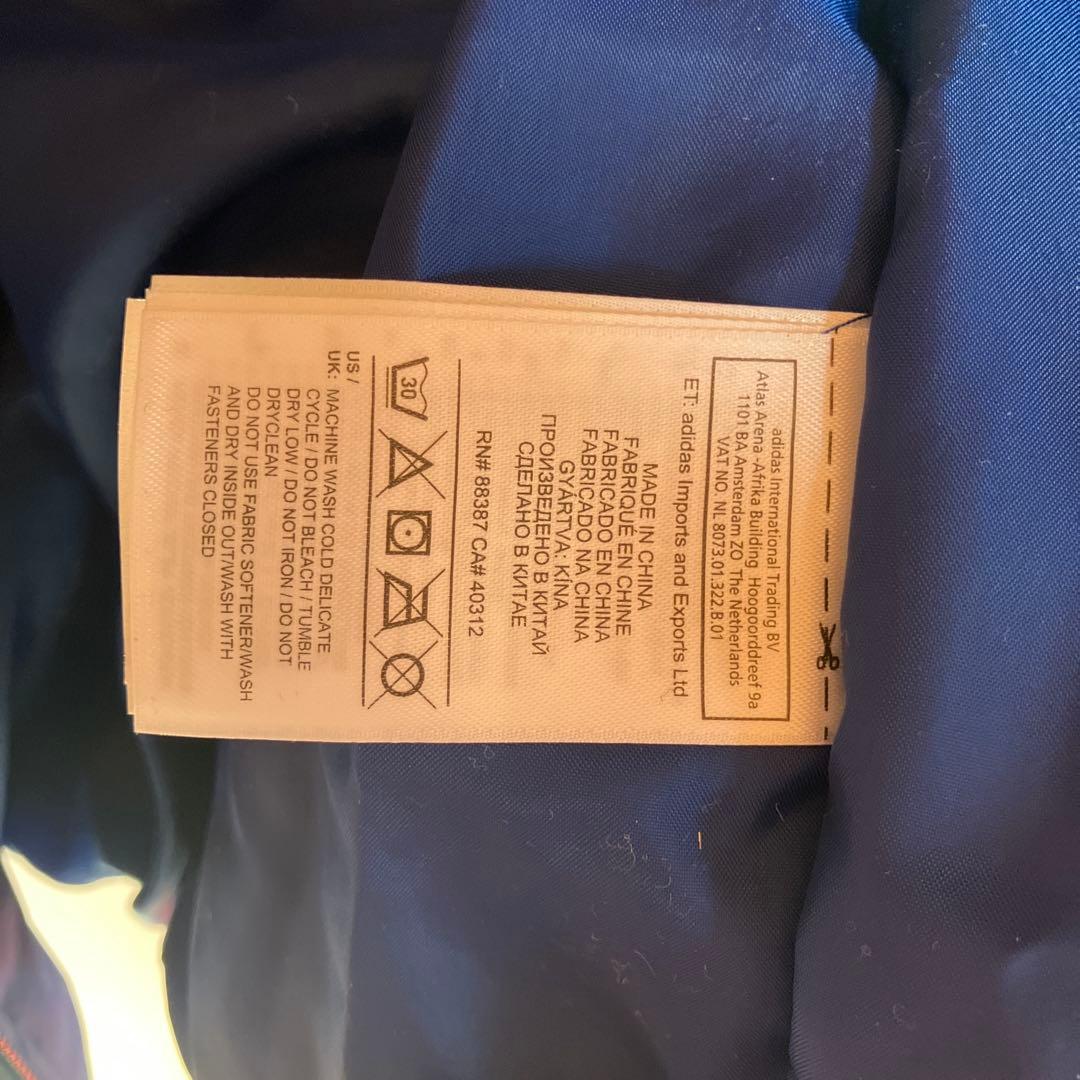 adidas International Trading BV
Atlas Arena -Afrika Building Hoogoorddreef 9a
1101 BA Amsterdam ZO The Netherlands
VAT NO. NL 8073.01.322.B.01
ET: adidas Imports and Exports Ltd
MADE IN CHINA
FABRIQUÉ EN CHINE
FABRICADO EN CHINA
FABRICADO NA CHINA
GYÁRTVA: KÍNA
ПРОИЗВЕДЕНО В КИТАЙ
СДЕЛАНО В КИТАЕ
RN# 88387 CA# 40312
30
US /
UK: MACHINE WASH COLD DELICATE
CYCLE / DO NOT BLEACH / TUMBLE
DRY LOW / DO NOT IRON / DO NOT
DRYCLEAN
DO NOT USE FABRIC SOFTENER/WASH
AND DRY INSIDE OUT/WASH WITH
FASTENERS CLOSED